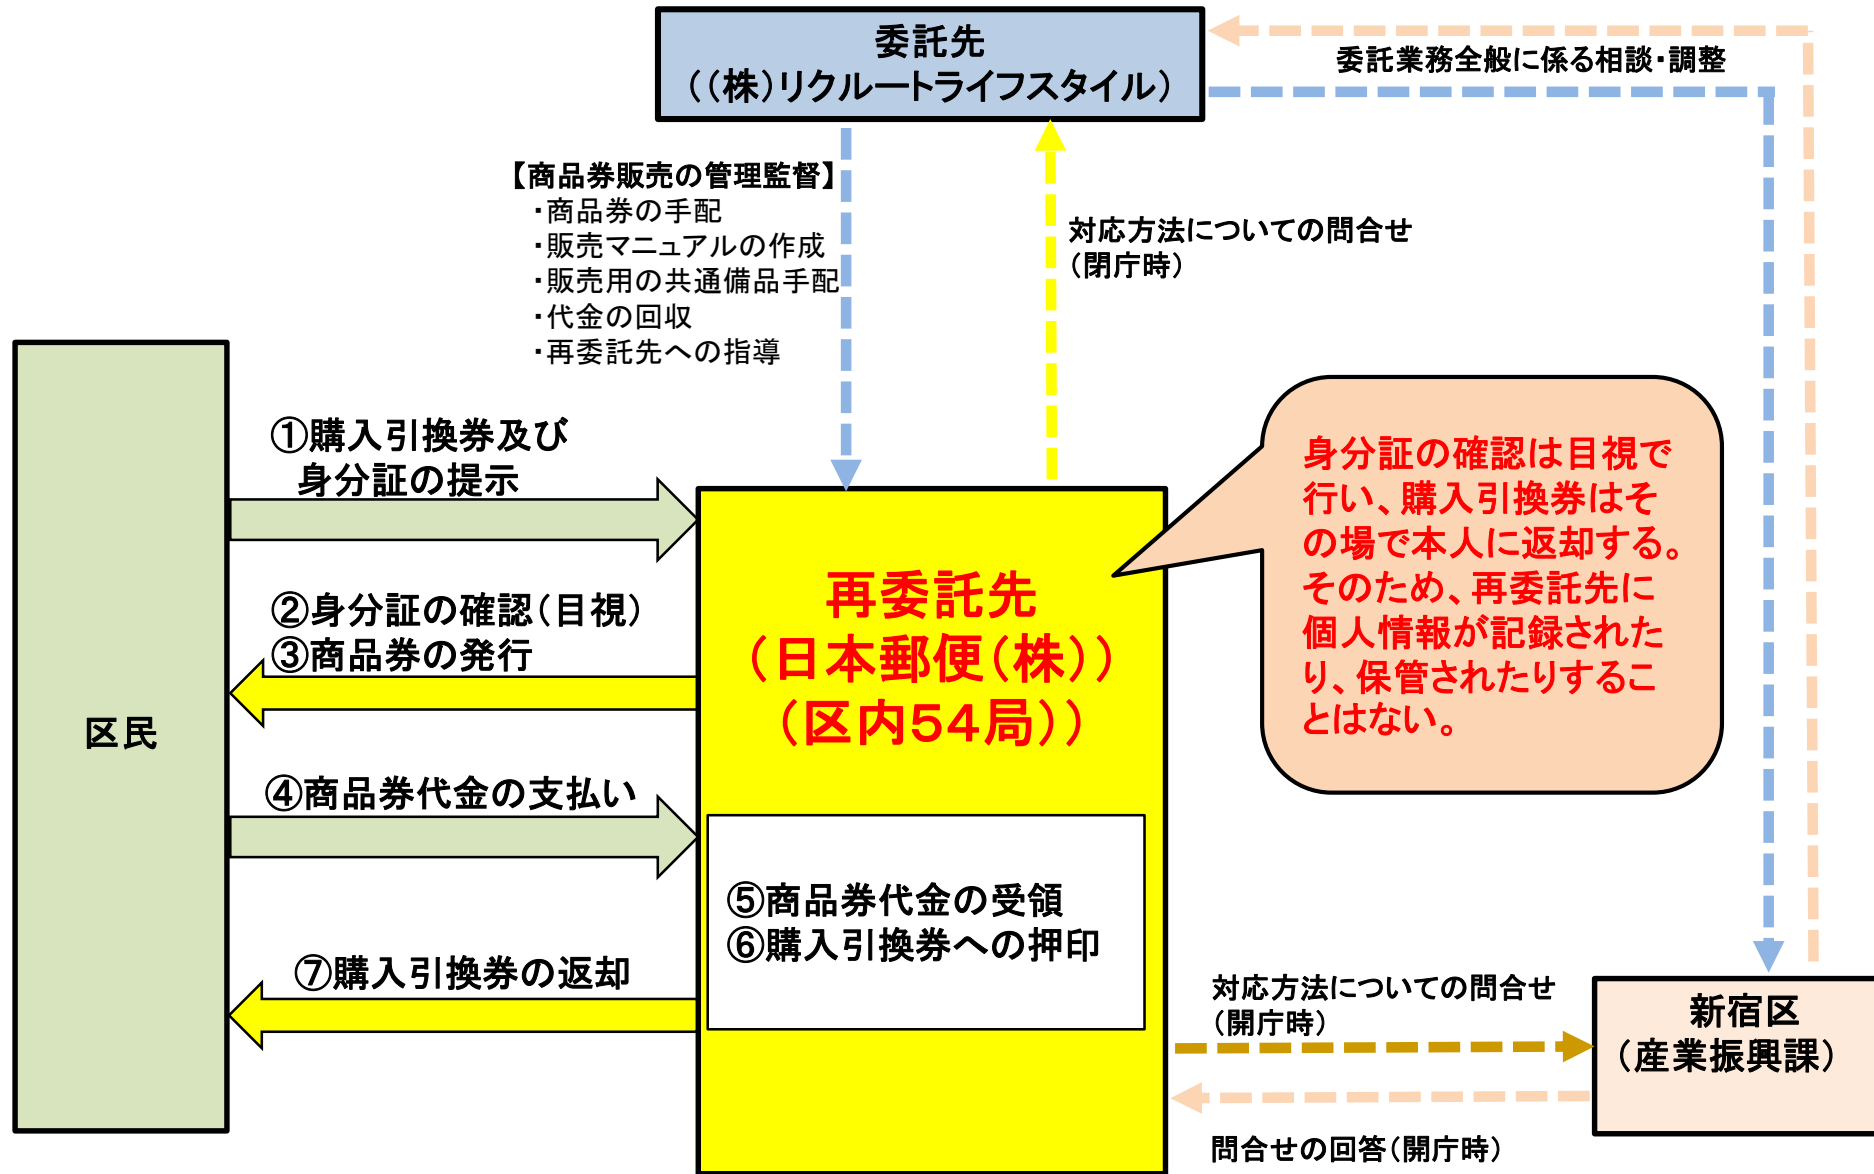 委託先
（（株）リクルートライフスタイル）
委託業務全般に係る相談・調整
【商品券販売の管理監督】
・商品券の手配
・販売マニュアルの作成
・販売用の共通備品手配
・代金の回収
・再委託先への指導
対応方法についての問合せ
（閉庁時）
区民
①購入引換券及び
身分証の提示
②身分証の確認（目視）
③商品券の発行
④商品券代金の支払い
⑦購入引換券の返却
再委託先
（日本郵便（株））
（区内５４局））
⑤商品券代金の受領
⑥購入引換券への押印
身分証の確認は目視で
行い、購入引換券はそ
の場で本人に返却する。
そのため、再委託先に
個人情報が記録された
り、保管されたりするこ
とはない。
対応方法についての問合せ
（開庁時）
問合せの回答（開庁時）
新宿区
（産業振興課）